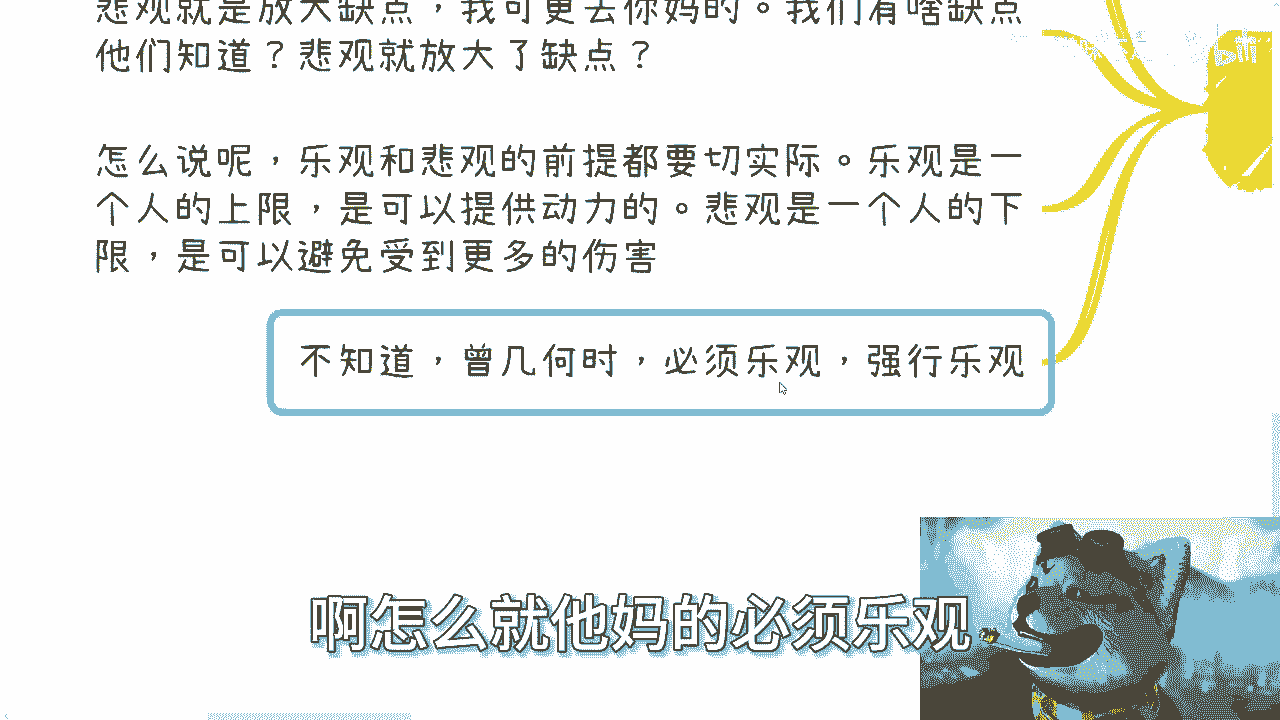 悲观就是放大缺点，我可更去你妈的。我们有啥缺点
他们知道？悲观就放大了缺点？
怎么说呢，乐观和悲观的前提都要切实际。乐观是一
个人的上限，是可以提供动力的。悲观是一个人的下
限，是可以避免受到更多的伤害
不知道，曾几何时，必须乐观，强行乐观
啊怎么就他妈的必须乐观